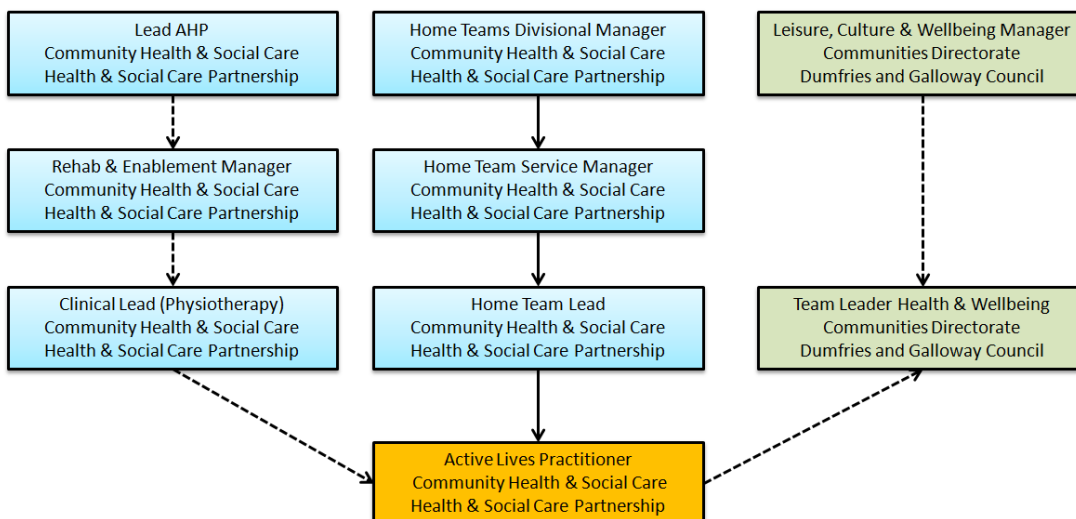 Lead AHP
Community Health & Social Care
Health & Social Care Partnership
Home Teams Divisional Manager
Community Health & Social Care
Health & Social Care Partnership
Leisure, Culture & Wellbeing Manager
Communities Directorate
Dumfries and Galloway Council
Rehab & Enablement Manager
Community Health & Social Care
Health & Social Care Partnership
Home Team Service Manager
Community Health & Social Care
Health & Social Care Partnership
Clinical Lead (Physiotherapy)
Community Health & Social Care
Health & Social Care Partnership
Home Team Lead
Community Health & Social Care
Health & Social Care Partnership
Team Leader Health & Wellbeing
Communities Directorate
Dumfries and Galloway Council
Active Lives Practitioner
Community Health & Social Care
Health & Social Care Partnership